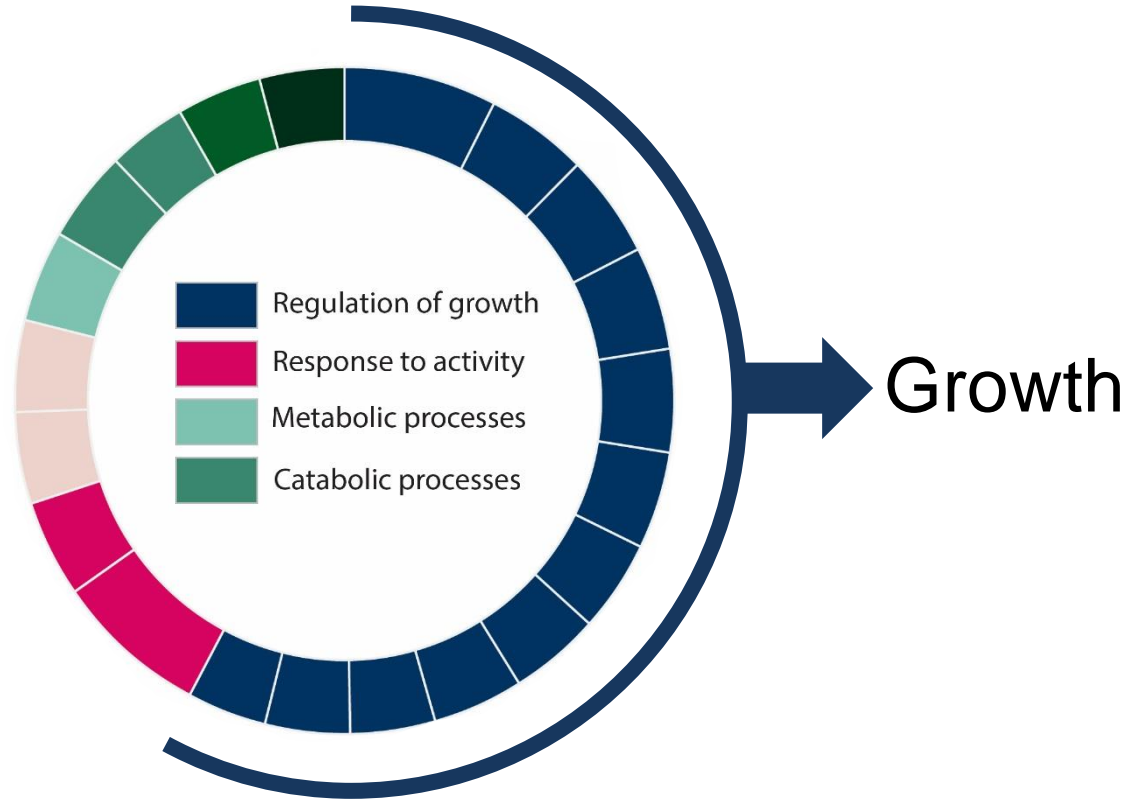 Regulation of growth
Response to activity
Metabolic processes
Catabolic processes
Growth